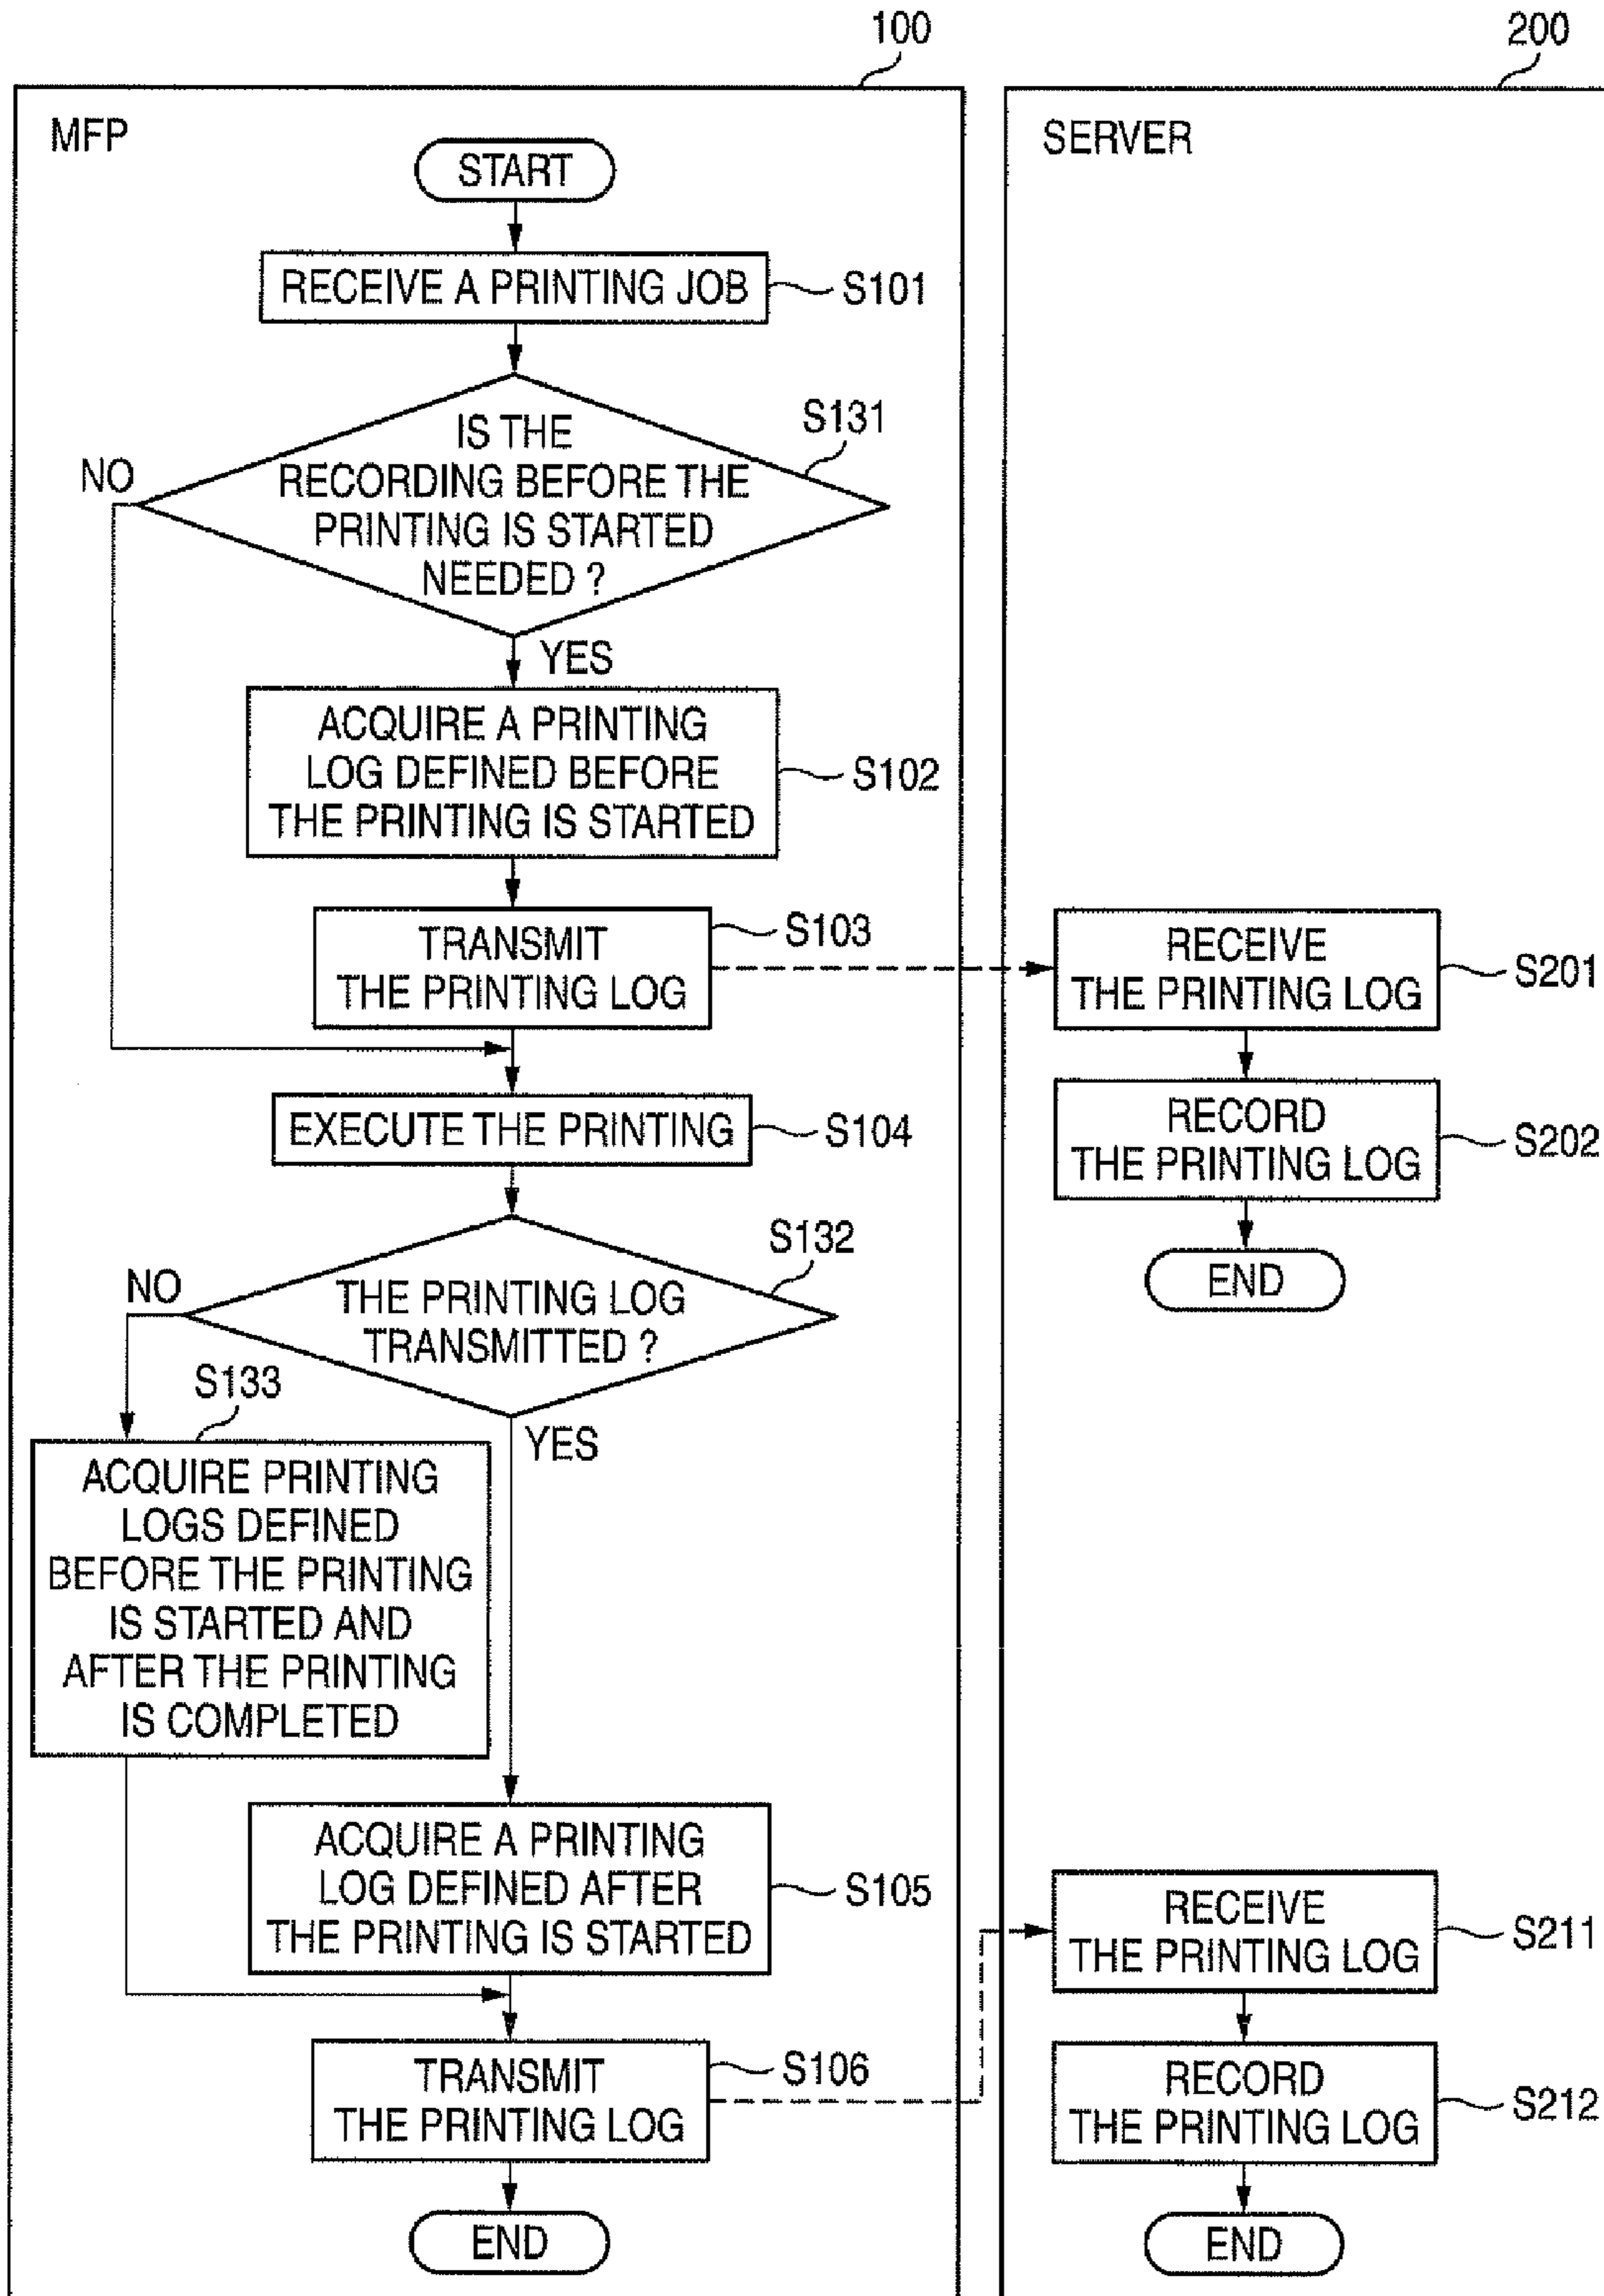 100
200
MFP
SERVER
START
RECEIVE A PRINTING JOB
S101
IS THE
RECORDING BEFORE THE
PRINTING IS STARTED
NEEDED ?
S131
NO
YES
ACQUIRE A PRINTING
LOG DEFINED BEFORE
THE PRINTING IS STARTED
S102
TRANSMIT
THE PRINTING LOG
S103
RECEIVE
THE PRINTING LOG
S201
EXECUTE THE PRINTING
S104
RECORD
THE PRINTING LOG
S202
END
THE PRINTING LOG
TRANSMITTED ?
S132
NO
YES
S133
ACQUIRE PRINTING
LOGS DEFINED
BEFORE THE PRINTING
IS STARTED AND
AFTER THE PRINTING
IS COMPLETED
ACQUIRE A PRINTING
LOG DEFINED AFTER
THE PRINTING IS STARTED
S105
RECEIVE
THE PRINTING LOG
S211
TRANSMIT
THE PRINTING LOG
S106
RECORD
THE PRINTING LOG
S212
END
END